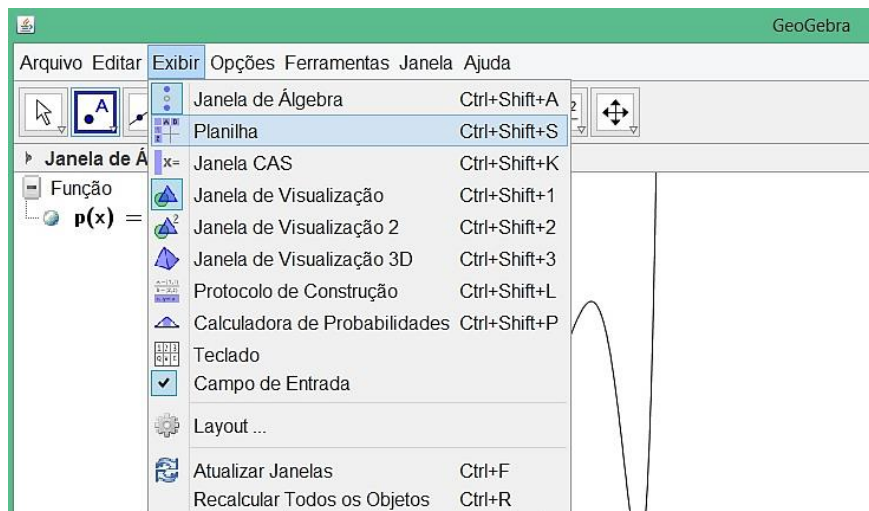 GeoGebra
Arquivo Editar Exibir Opções Ferramentas Janela Ajuda
Janela de Álgebra Ctrl+Shift+A
Planilha Ctrl+Shift+S
Janela de Á
Janela CAS Ctrl+Shift+K
Função
Janela de Visualização Ctrl+Shift+1
p(x) =
Janela de Visualização 2 Ctrl+Shift+2
Janela de Visualização 3D Ctrl+Shift+3
Protocolo de Construção Ctrl+Shift+L
Calculadora de Probabilidades Ctrl+Shift+P
Teclado
Campo de Entrada
Layout ...
Atualizar Janelas Ctrl+F
Recalcular Todos os Objetos Ctrl+R